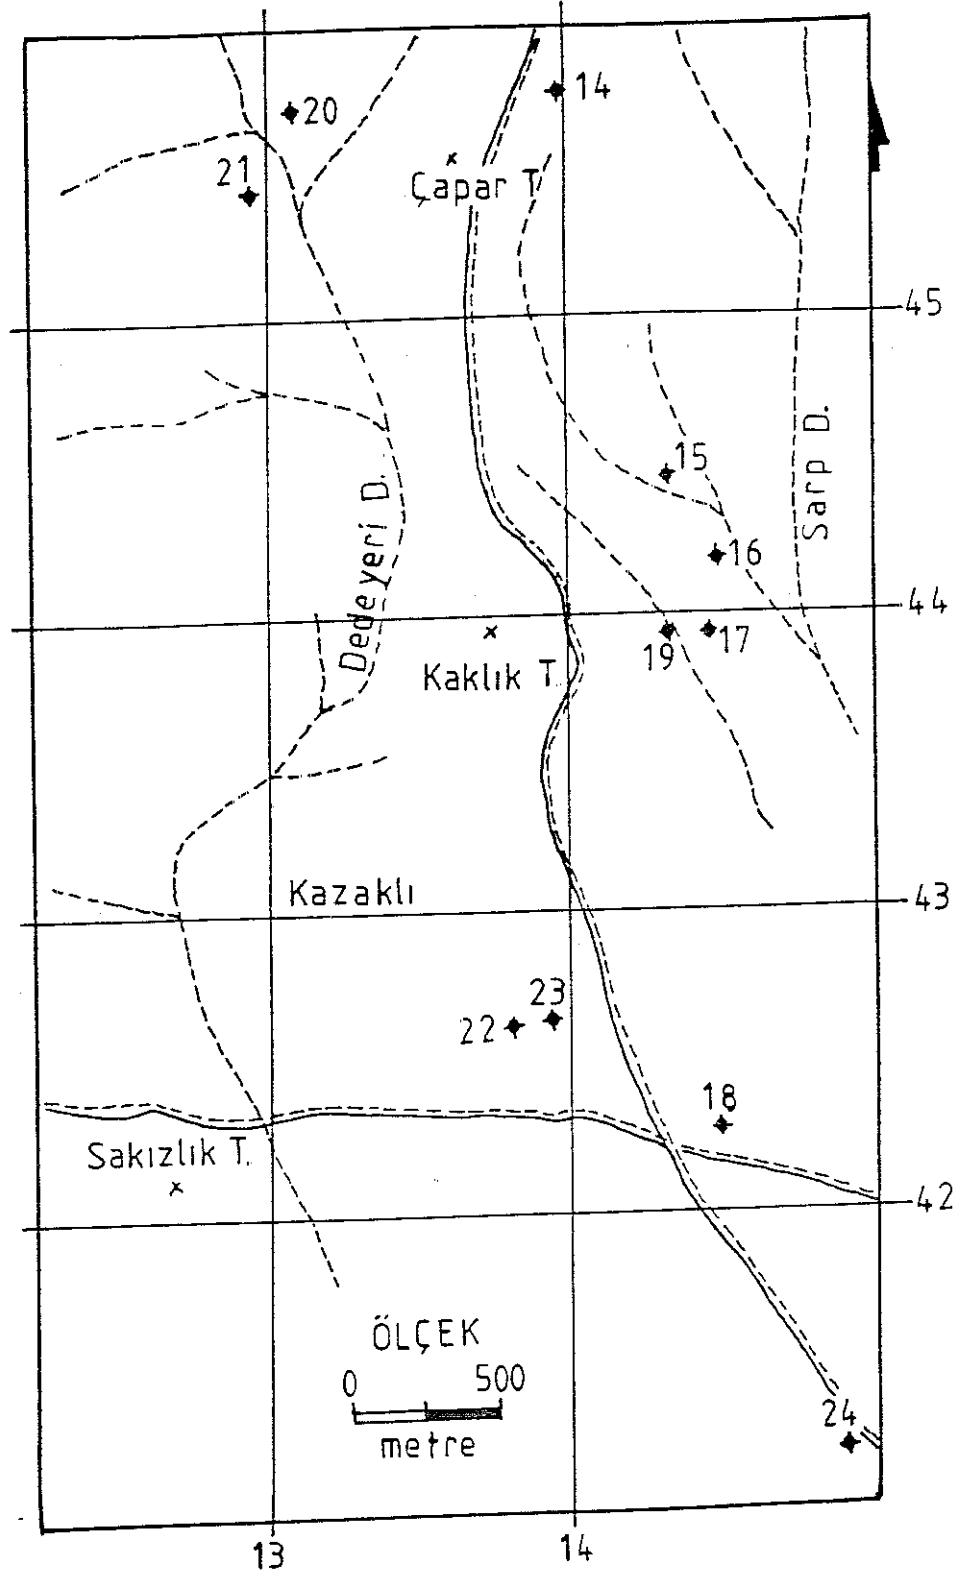 14
20
21
Çapar T
45
15
Sarp D.
Dedeyeri D.
16
44
19
17
Kaklık T.
Kazaklı
43
23
22
18
Sakızlık T.
42
ÖLÇEK
0 500
metre
24
13
14